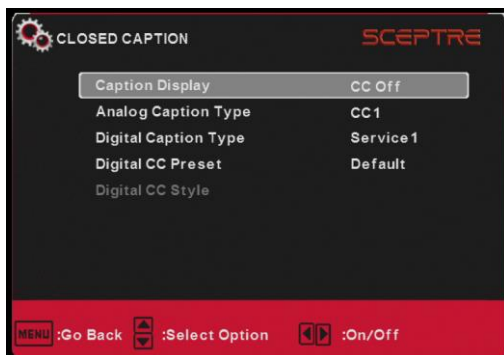 CLOSED CAPTION SCEPTRE
Caption Display CC Off
Analog Caption Type CC1
Digital Caption Type Service1
Digital CC Preset Default
Digital CC Style
MENU :Go Back :Select Option :On/Off